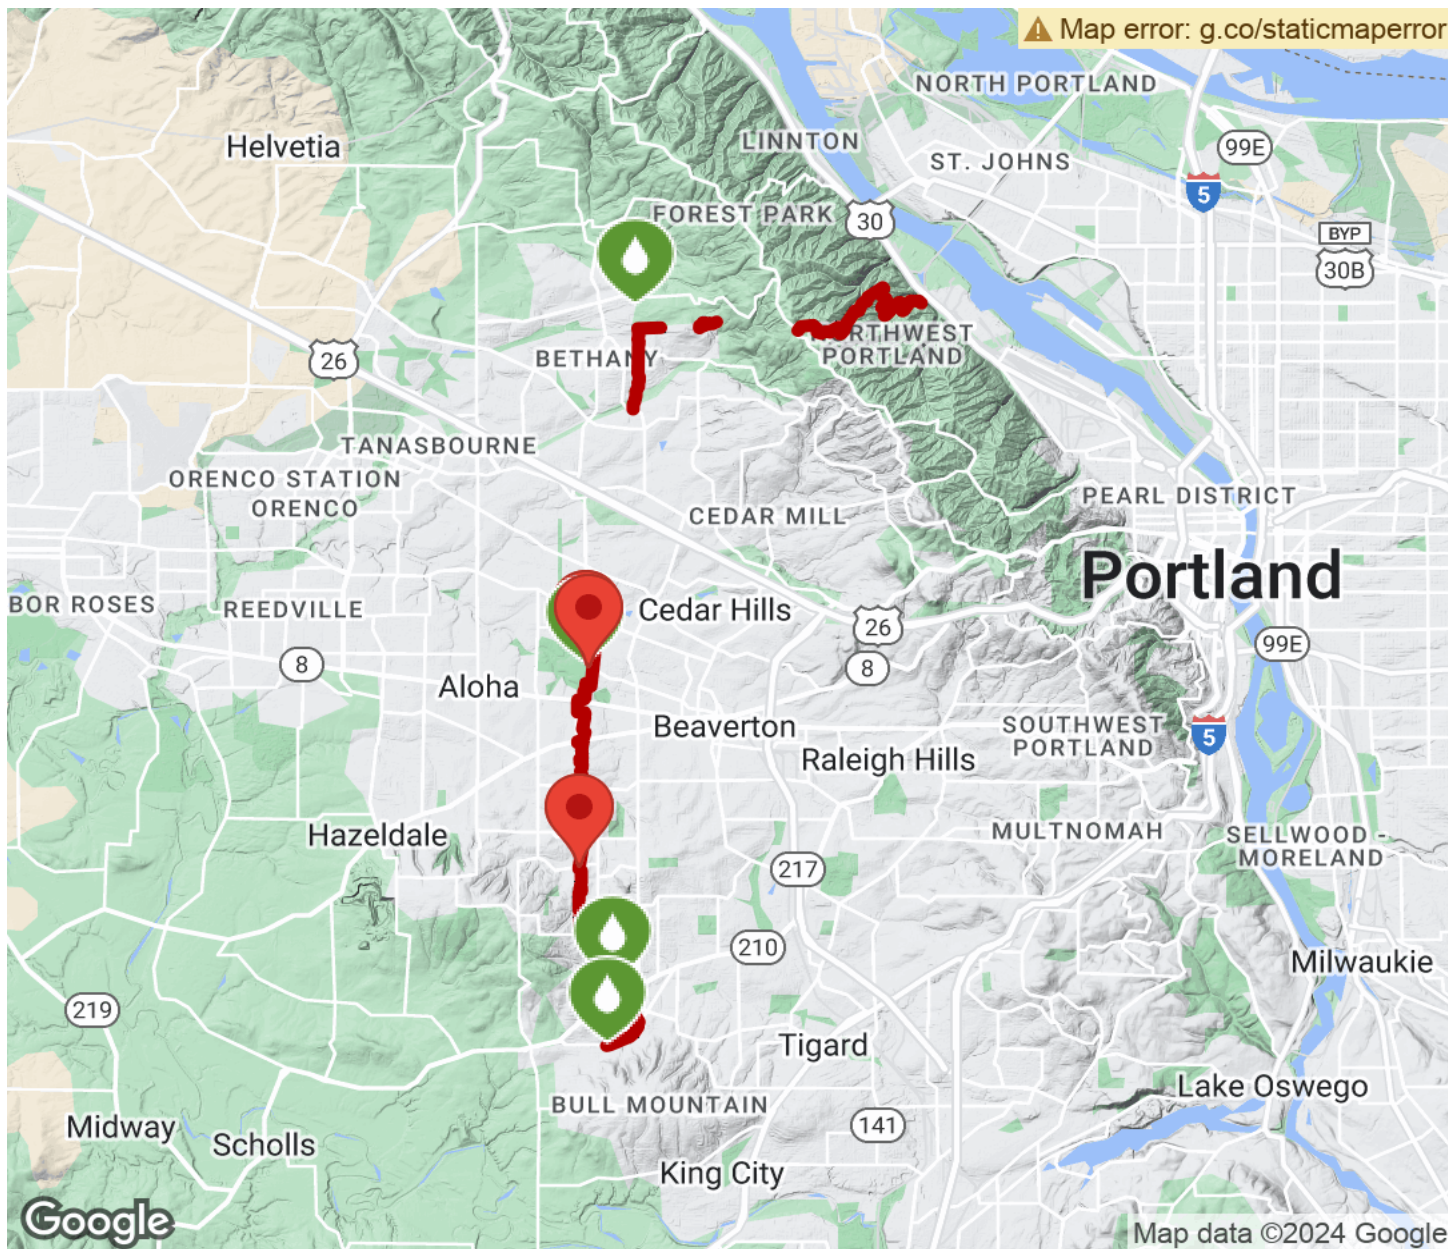 Map error: g.co/staticmaperror
NORTH PORTLAND
LINNTON
99E
Helvetia
ST. JOHNS
5
FOREST PARK
30
BYP
30B
26
RTHWEST
PORTLAND
BETHANY
TANASBOURNE
ORENCO STATION
ORENCO
PEARL DISTRICT
CEDAR MILL
Portland
BOR ROSES
REEDVILLE
Cedar Hills
26
99E
8
8
Aloha
Beaverton
SOUTHWEST
PORTLAND
5
Raleigh Hills
Hazeldale
MULTNOMAH
SELLWOOD -
MORELAND
217
210
Milwaukie
219
Tigard
Lake Oswego
BULL MOUNTAIN
Midway
Scholls
141
King City
Google
Map data ©2024 Google